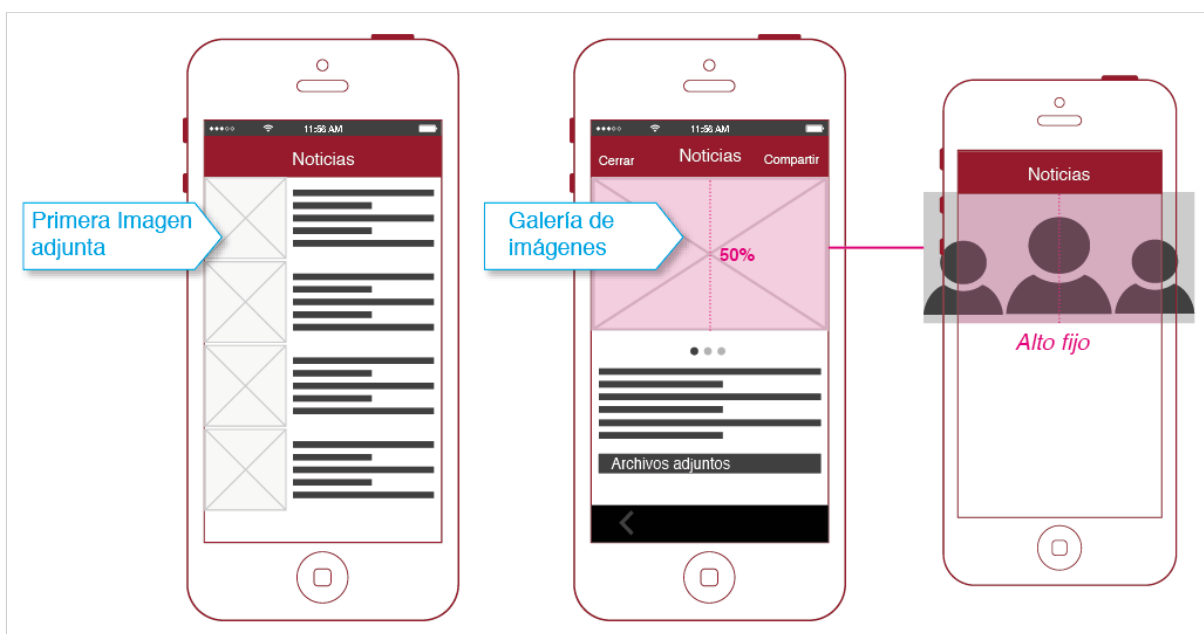 11:56 AM
Noticias
Primera Imagen
adjunta
11:56 AM
Cerrar
Noticias
Compartir
Galería de
imágenes
50%
Archivos adjuntos
Noticias
Alto fijo